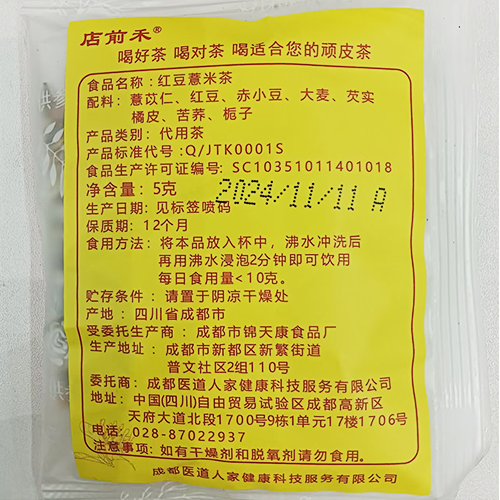 店前禾®
喝好茶 喝对茶 喝适合您的顽皮茶
食品名称: 红豆薏米茶
配料: 薏苡仁、红豆、赤小豆、大麦、芡实
橘皮、苦荞、栀子
产品类别: 代用茶
产品标准代号: Q/JTK0001S
食品生产许可证编号: SC10351011401018
净含量: 5克
2024/11/11 A
生产日期: 见标签喷码
保质期: 12个月
食用方法: 将本品放入杯中, 沸水冲洗后
再用沸水浸泡2分钟即可饮用
每日食用量<10克。
贮存条件 : 请置于阴凉干燥处
产地 : 四川省成都市
受委托生产商 : 成都市锦天康食品厂
生产地址 : 成都市新都区新繁街道
普文社区2组110号
委托商: 成都医道人家健康科技服务有限公司
地址: 中国(四川)自由贸易试验区成都高新区
天府大道北段1700号9栋1单元17楼1706号
电话: 028-87022937
注意事项: 如有干燥剂和脱氧剂请勿食用。
成都医道人家健康科技服务有限公司